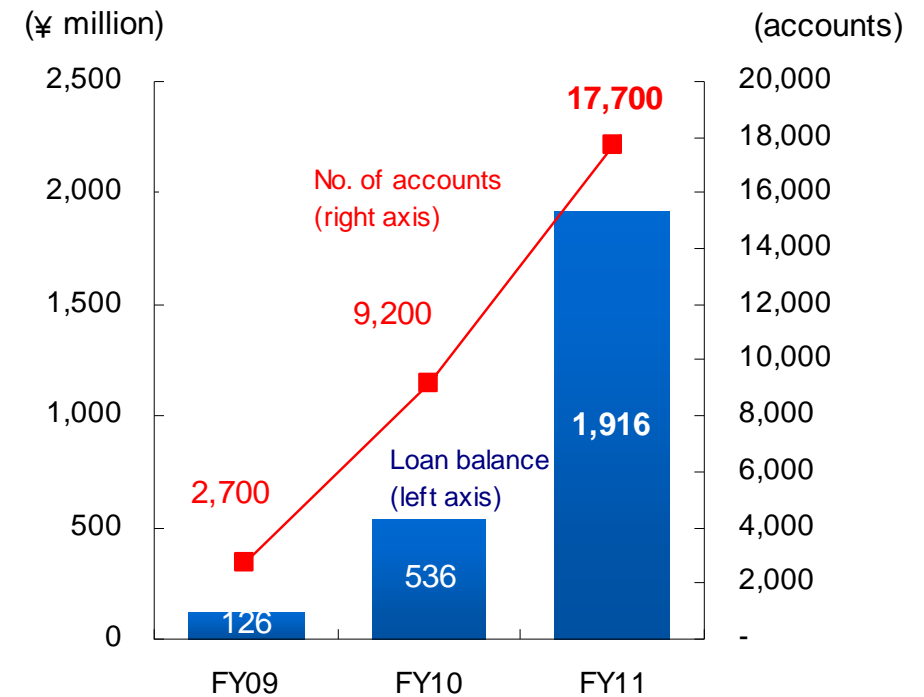 (¥ million)
(accounts)
2,500
2,000
1,500
1,000
500
0
20,000
18,000
16,000
14,000
12,000
10,000
8,000
6,000
4,000
2,000
-
17,700
No. of accounts
(right axis)
9,200
1,916
Loan balance
(left axis)
2,700
536
126
FY09
FY10
FY11